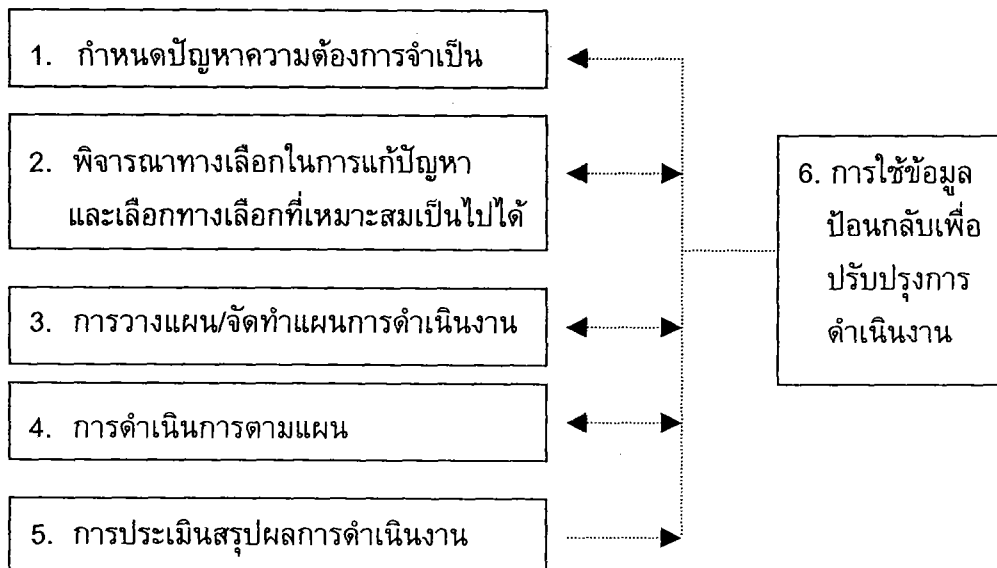 1. กำหนดปัญหาความต้องการจำเป็น
2. พิจารณาทางเลือกในการแก้ปัญหา
และเลือกทางเลือกที่เหมาะสมเป็นไปได้
3. การวางแผน/จัดทำแผนการดำเนินงาน
4. การดำเนินการตามแผน
5. การประเมินสรุปผลการดำเนินงาน
6. การใช้ข้อมูล
ป้อนกลับเพื่อ
ปรับปรุงการ
ดำเนินงาน